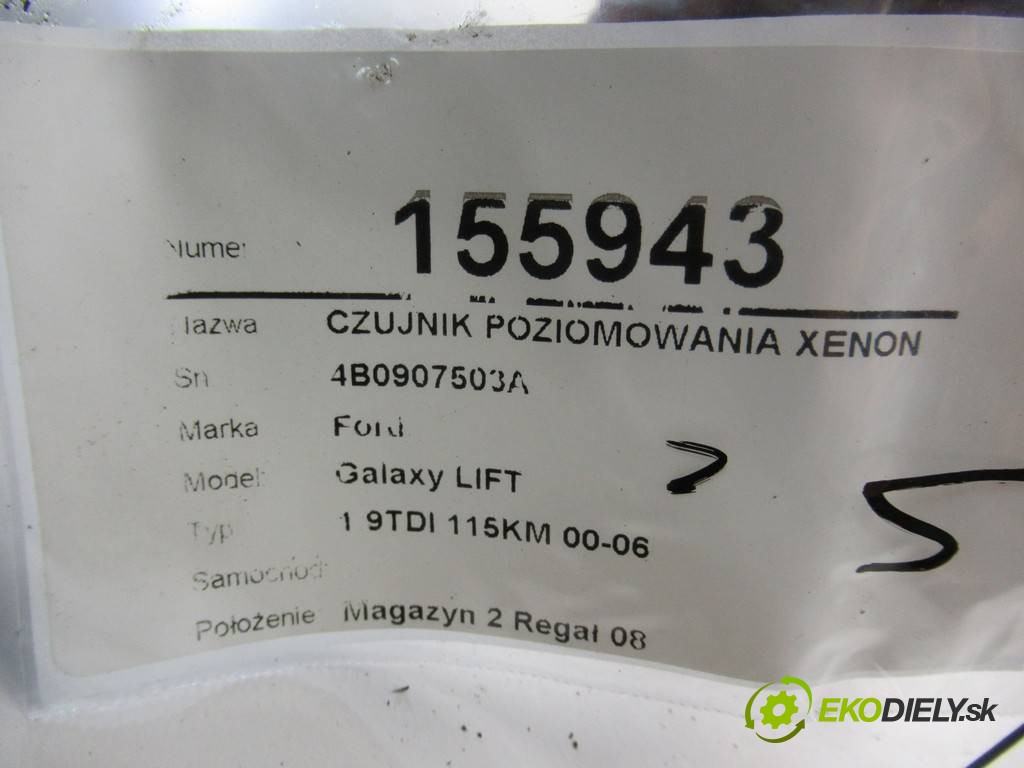 Numer 155943
Nazwa CZUJNIK POZIOMOWANIA XENON
Sn 4B0907503A
Marka Ford
Model Galaxy LIFT
Typ 1 9TDI 115KM 00-06
Samochód
Położenie Magazyn 2 Regał 08
5
EKODIELY.sk